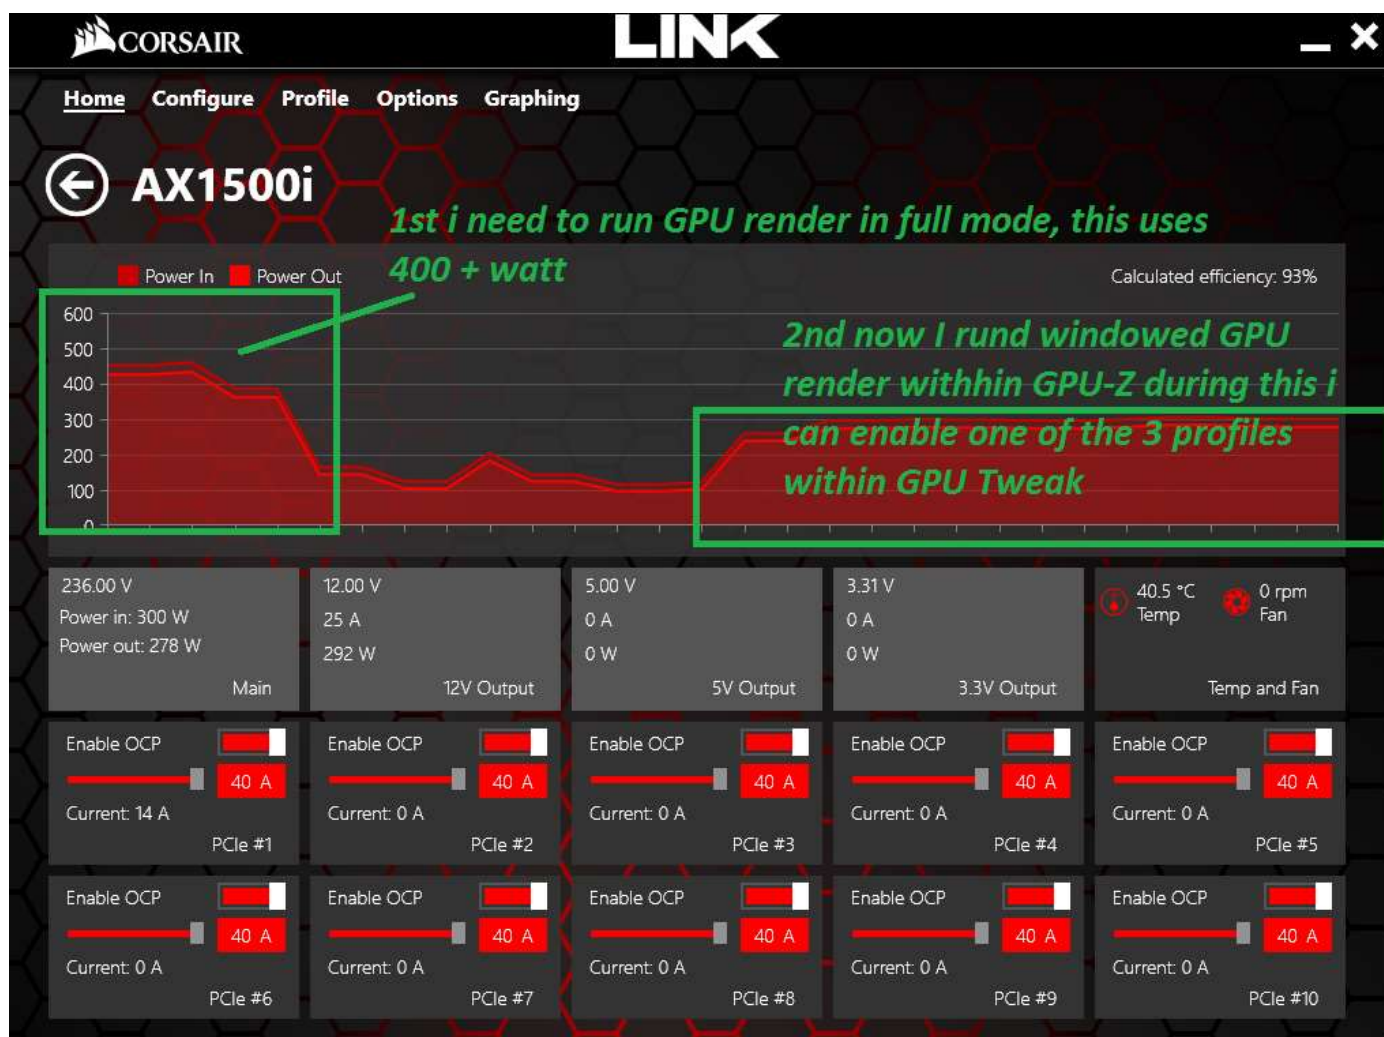 CORSAIR
LINK
Home Configure Profile Options Graphing
AX1500i
1st i need to run GPU render in full mode, this uses
400 + watt
Power In Power Out
Calculated efficiency: 93%
600
500
400
300
200
100
0
2nd now I rund windowed GPU
render withhin GPU-Z during this i
can enable one of the 3 profiles
within GPU Tweak
236.00 V
Power in: 300 W
Power out: 278 W
Main
12.00 V
25 A
292 W
12V Output
5.00 V
0 A
0 W
5V Output
3.31 V
0 A
0 W
3.3V Output
40.5 °C
Temp
0 rpm
Fan
Temp and Fan
Enable OCP
40 A
Current: 14 A
PCIe #1
Enable OCP
40 A
Current: 0 A
PCIe #2
Enable OCP
40 A
Current: 0 A
PCIe #3
Enable OCP
40 A
Current: 0 A
PCIe #4
Enable OCP
40 A
Current: 0 A
PCIe #5
Enable OCP
40 A
Current: 0 A
PCIe #6
Enable OCP
40 A
Current: 0 A
PCIe #7
Enable OCP
40 A
Current: 0 A
PCIe #8
Enable OCP
40 A
Current: 0 A
PCIe #9
Enable OCP
40 A
Current: 0 A
PCIe #10